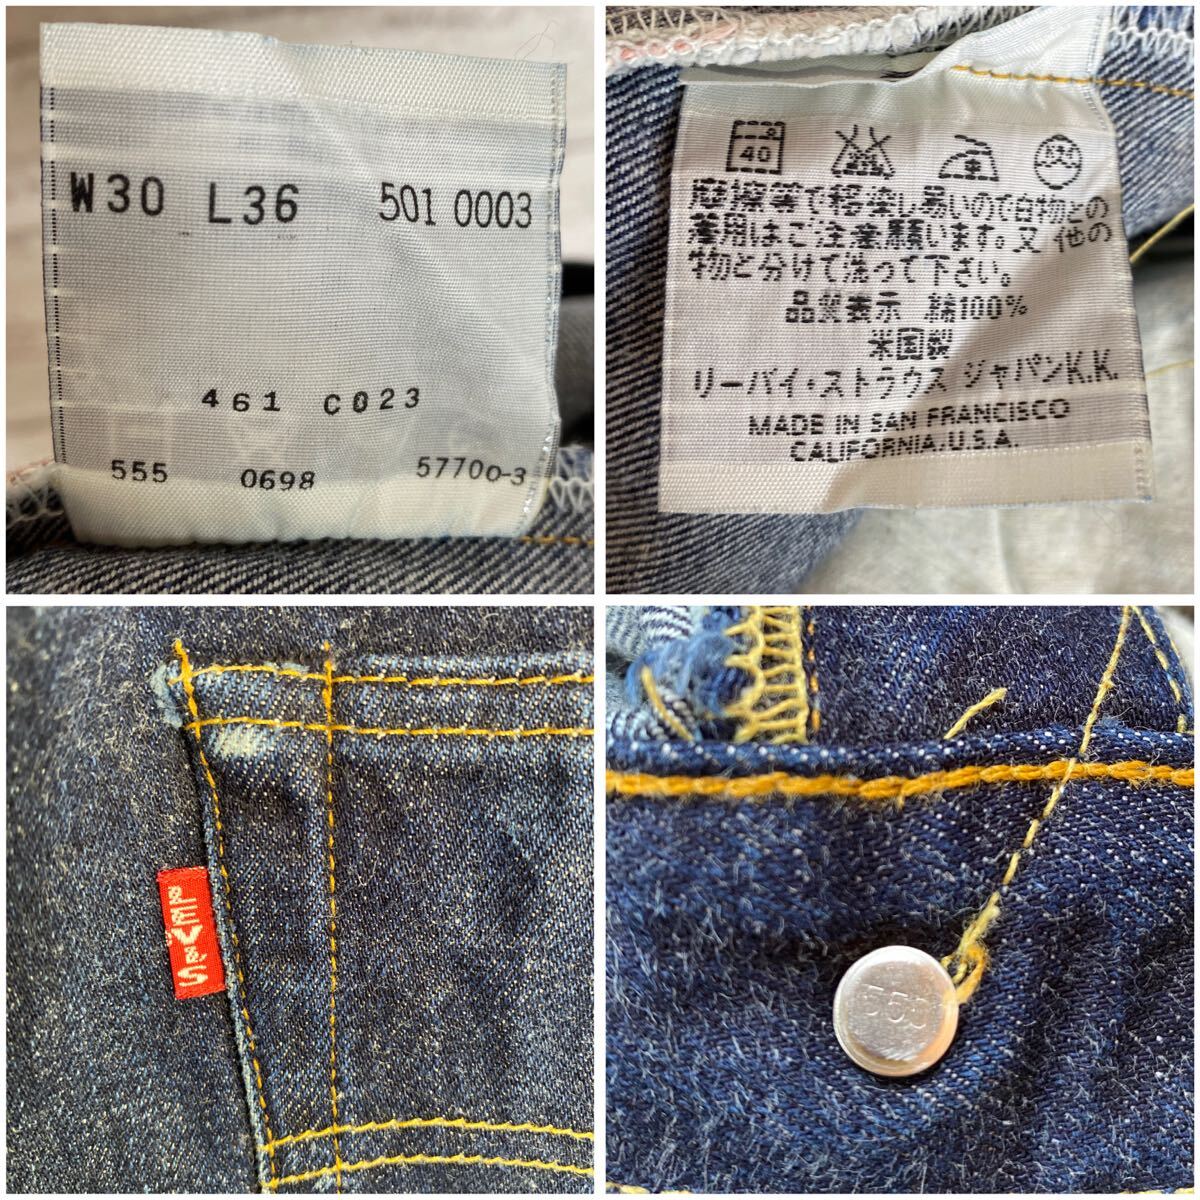 W30 L36 501 0003
461 C023
555 0698 57700-3
40
摩擦等で移染し易いので白物との
着用はご注意願います。又 他の
物と分けて洗って下さい。
品質表示 綿100%
米国製
リーバイ・ストラウス ジャパンK.K.
MADE IN SAN FRANCISCO
CALIFORNIA,U.S.A.
LEVI'S
555